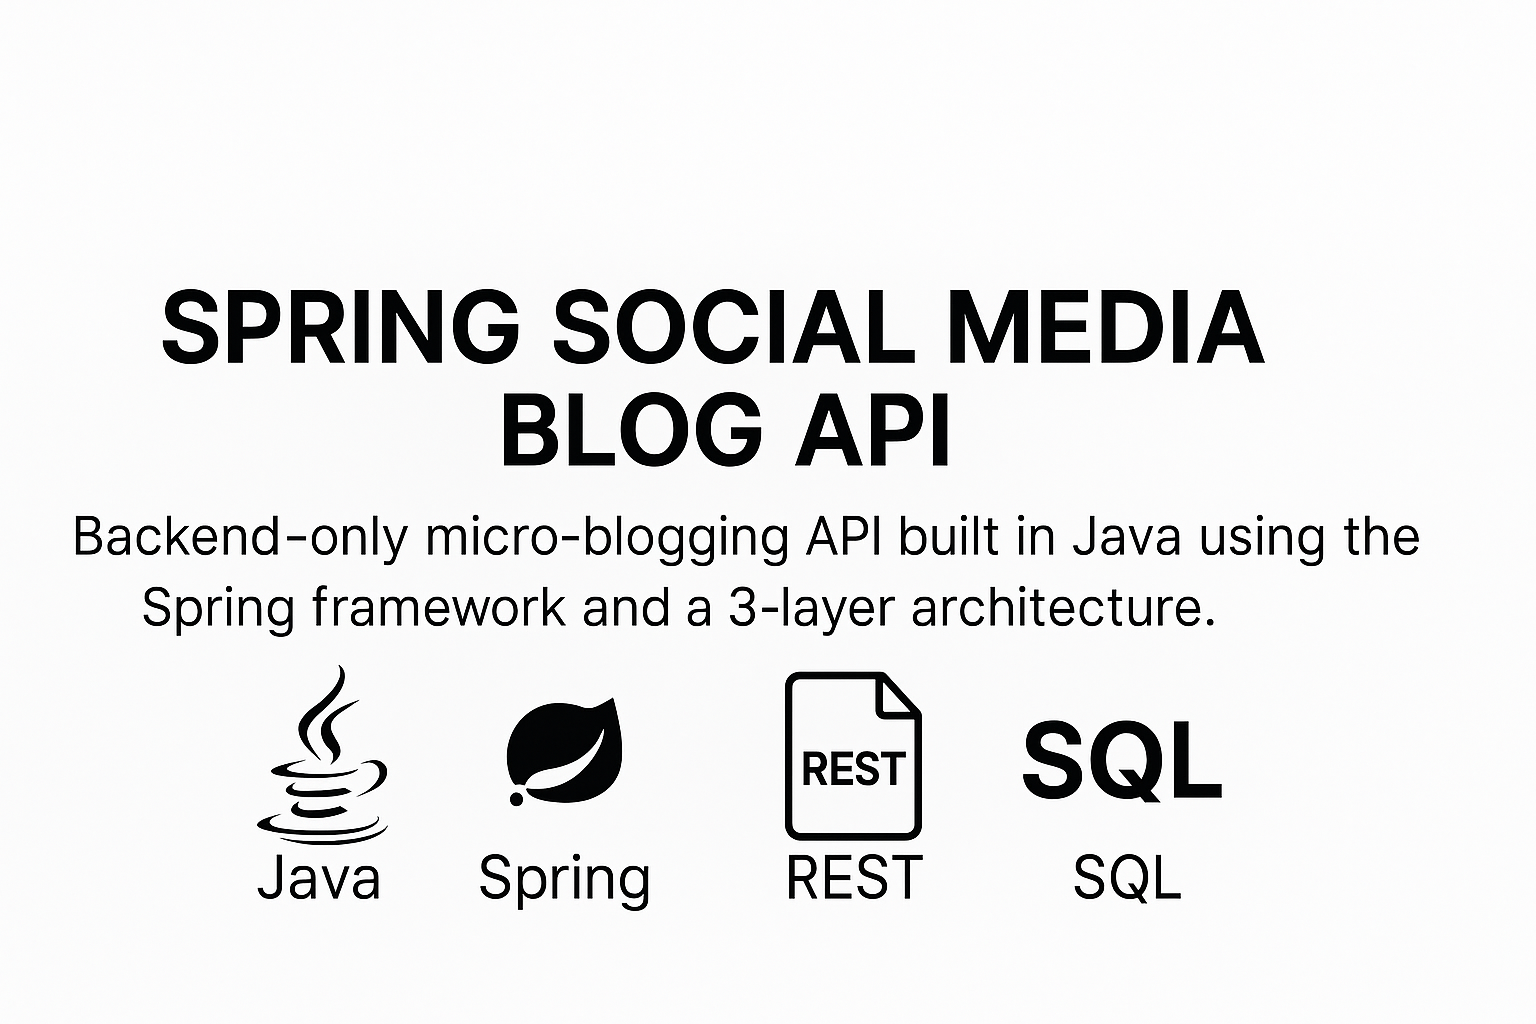 SPRING SOCIAL MEDIA
BLOG API
Backend-only micro-blogging API built in Java using the
Spring framework and a 3-layer architecture.
REST
SQL
Java
Spring
REST
SQL